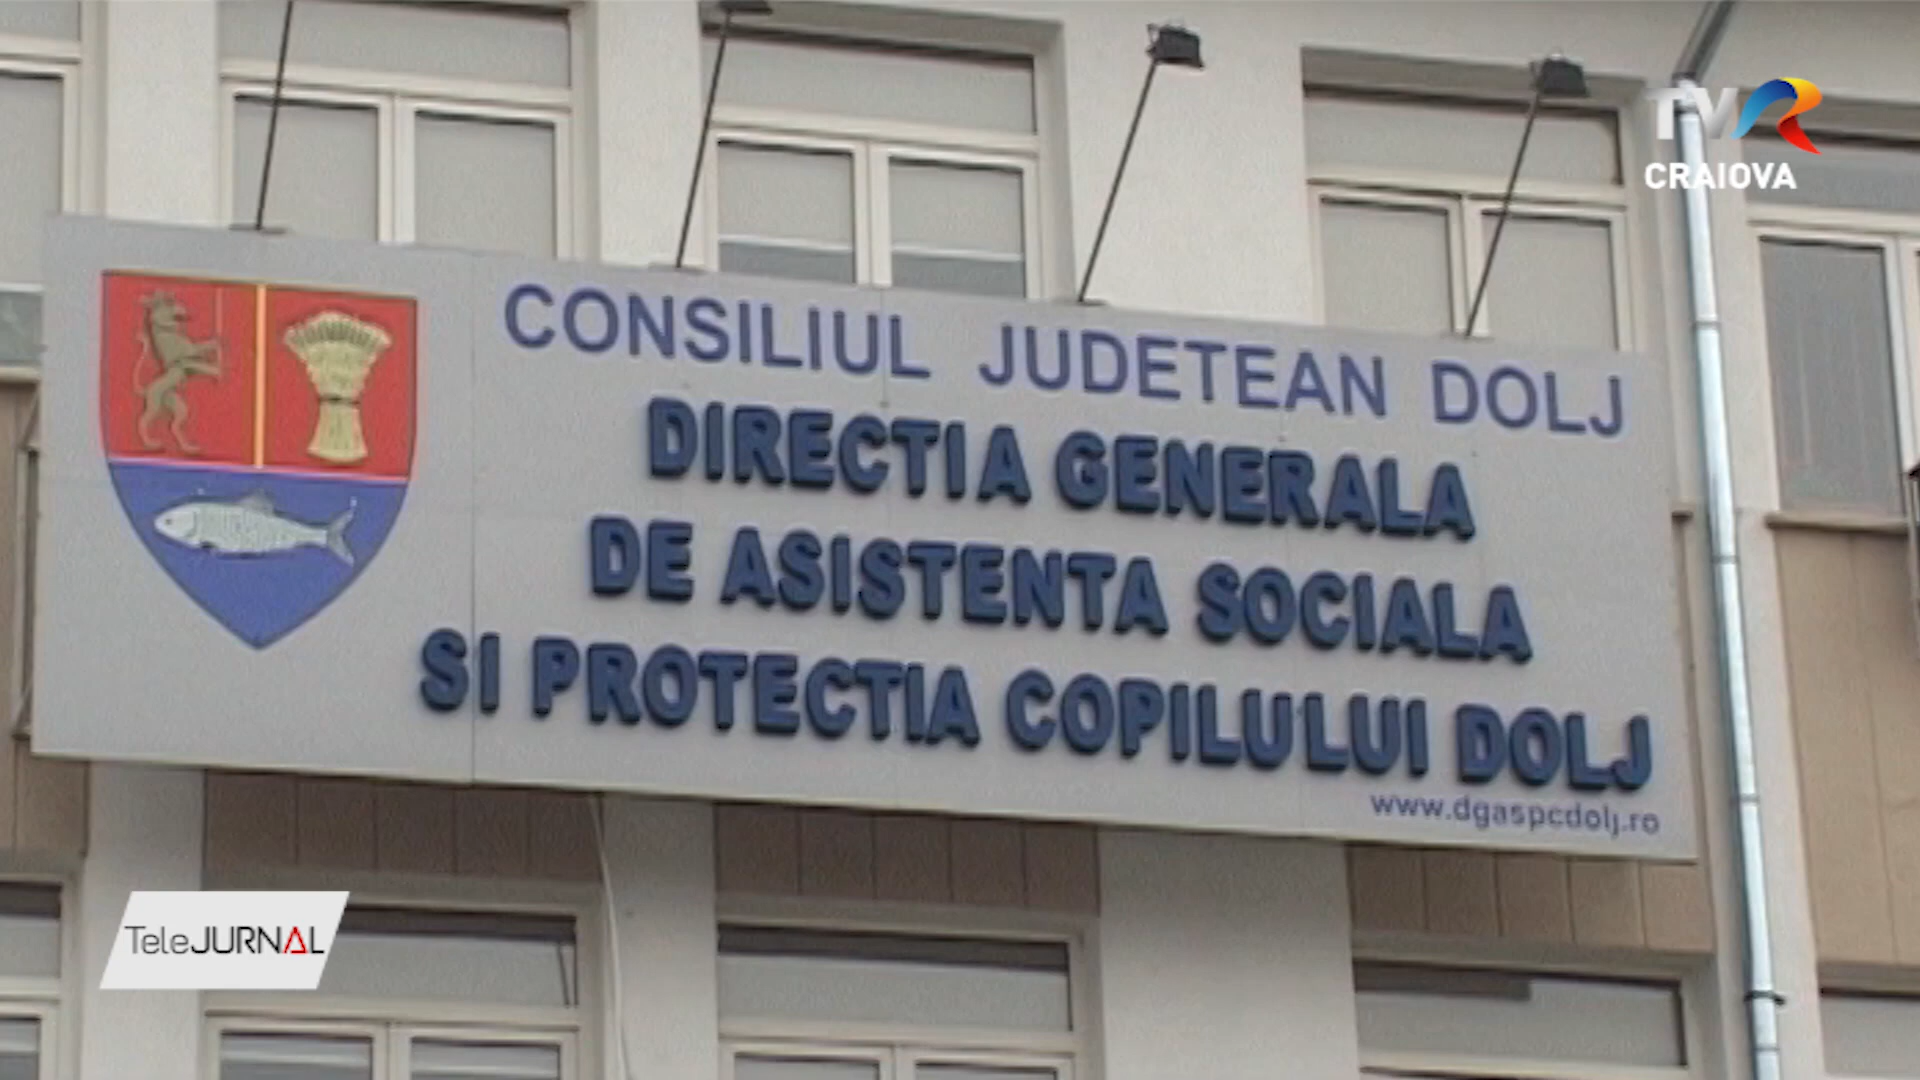 TVR
CRAIOVA
CONSILIUL JUDETEAN DOLJ
DIRECTIA GENERALA
DE ASISTENTA SOCIALA
SI PROTECTIA COPILULUI DOLJ
www.dgaspcdolj.ro
TeleJURNAL